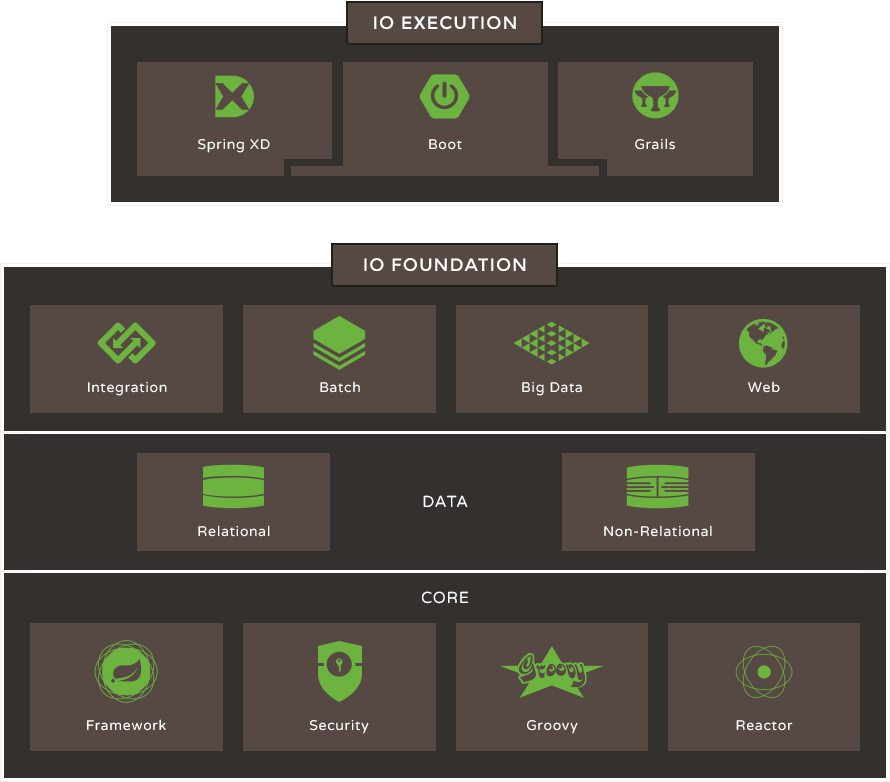 IO EXECUTION
Spring XD
Boot
Grails
IO FOUNDATION
Integration
Batch
Big Data
Web
Relational
DATA
Non-Relational
CORE
Groovy
Framework
Security
Groovy
Reactor